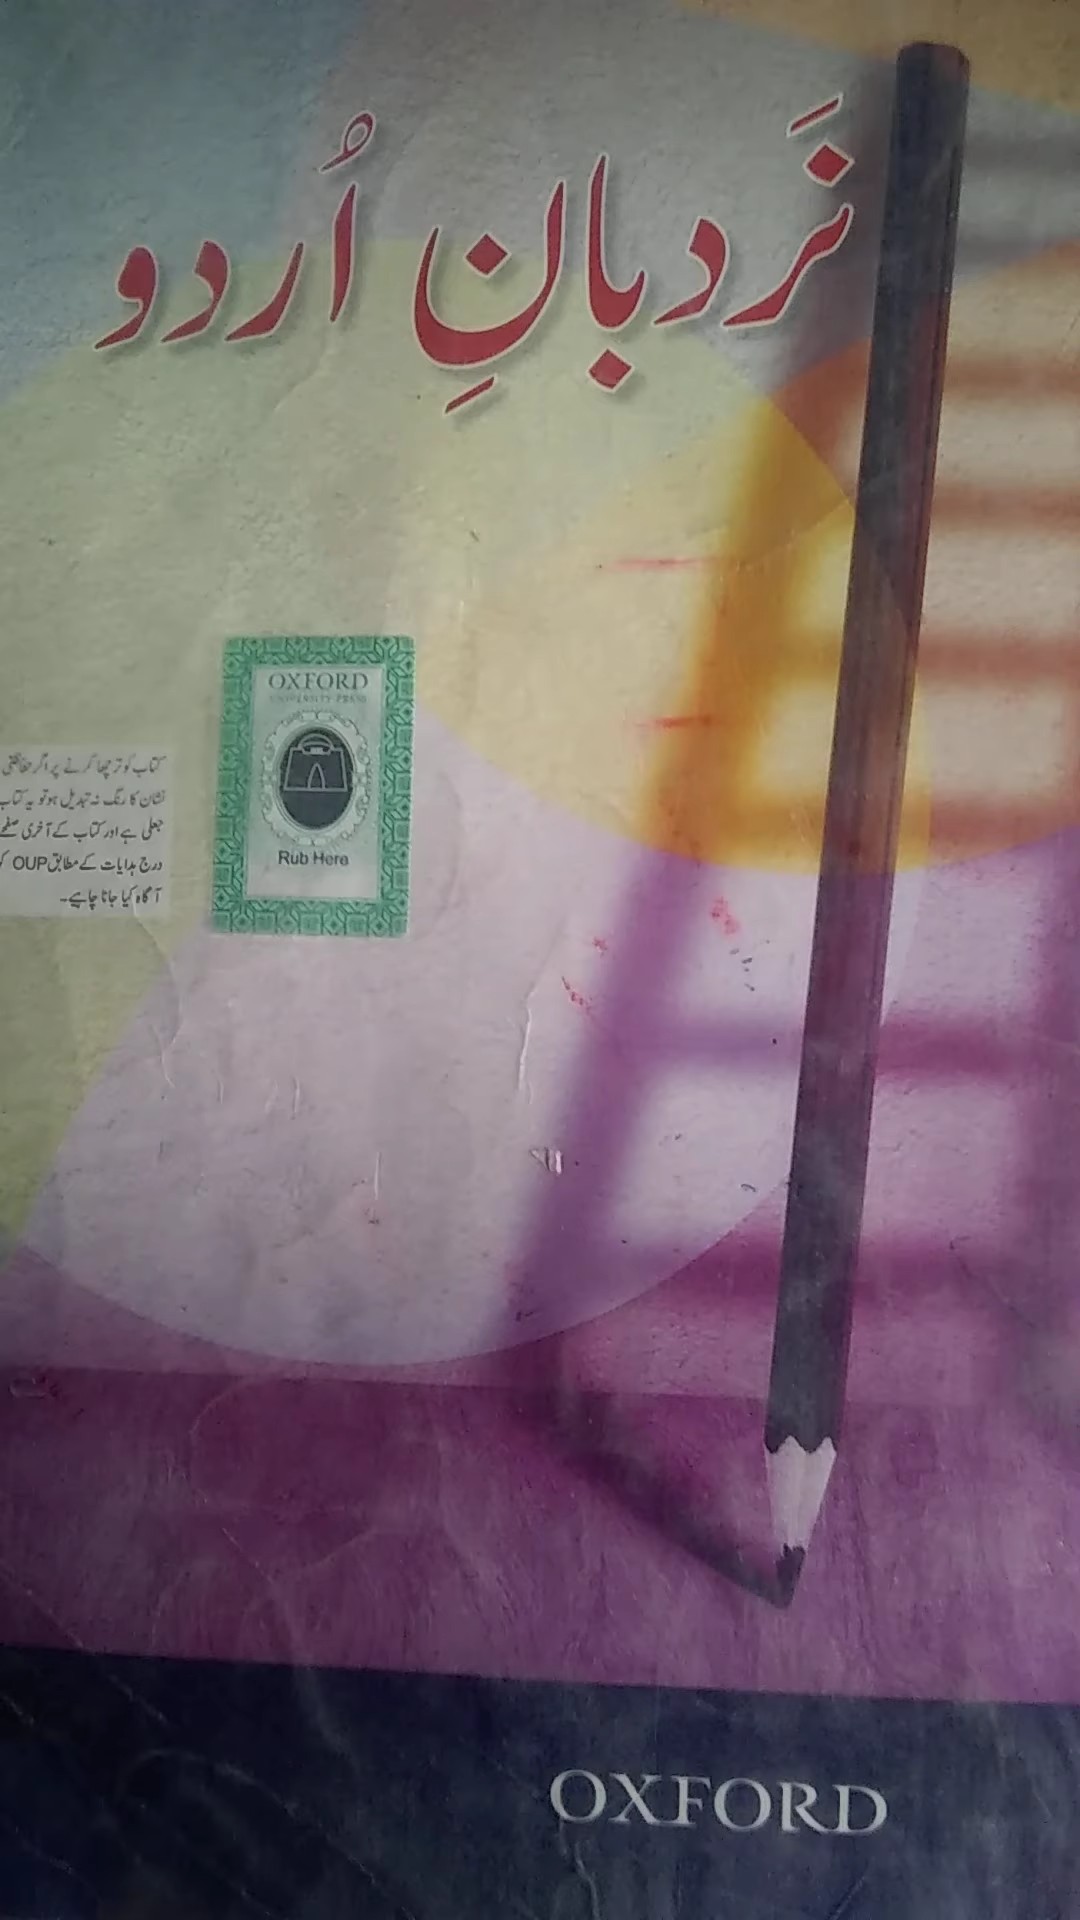 نَردبانِ اُردو
OXFORD
UNIVERSITY PRESS
Rub Here
کتاب کو ترچھا کرنے پر اگر حفاظتی
نشان کا رنگ نہ تبدیل ہو تو یہ کتاب
جعلی ہے اور کتاب کے آخری صفحے
درج ہدایات کے مطابق OUP کو
آگاہ کیا جانا چاہیے۔
OXFORD